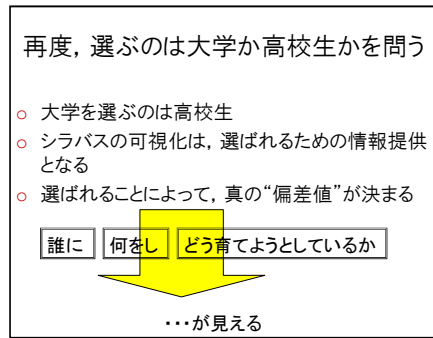 再度，選ぶのは大学か高校生かを問う
○ 大学を選ぶのは高校生
○ シラバスの可視化は，選ばれるための情報提供
となる
○ 選ばれることによって，真の“偏差値”が決まる
誰に 何をし どう育てようとしているか
・・・が見える